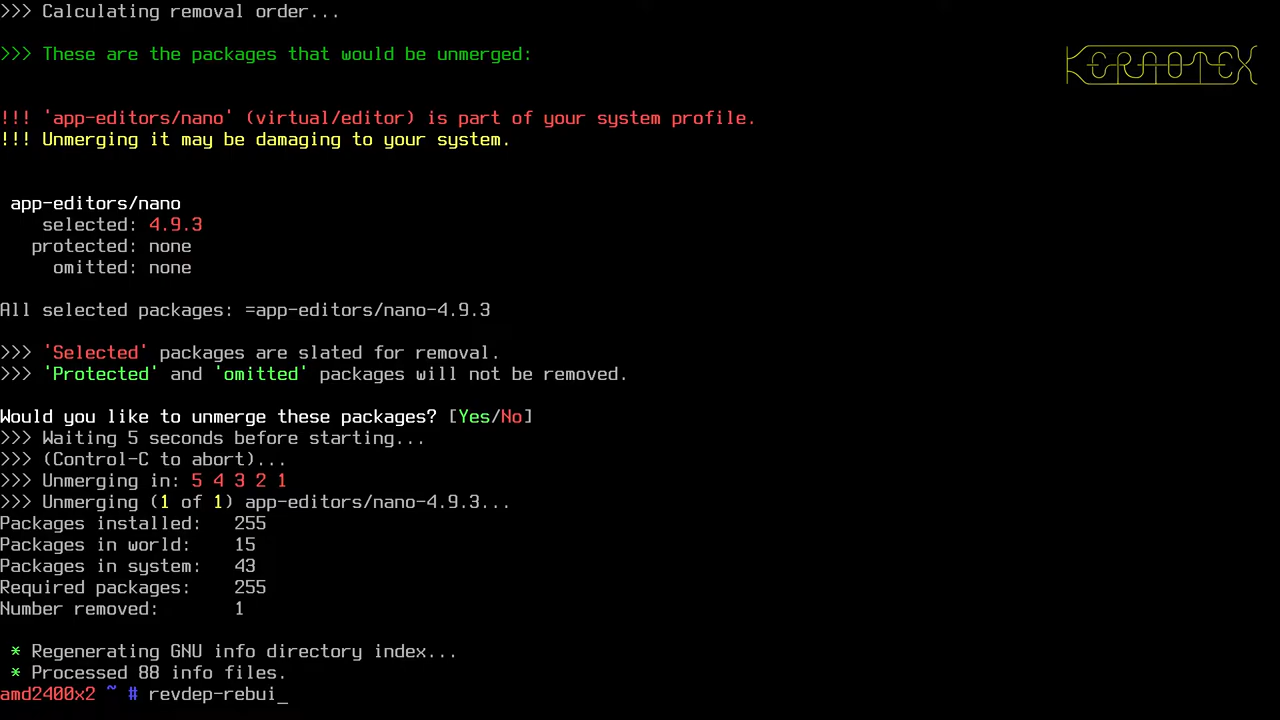 >>> Calculating removal order...
KERNOTEX
>>> These are the packages that would be unmerged:
!!! 'app-editors/nano' (virtual/editor) is part of your system profile.
!!! Unmerging it may be damaging to your system.
app-editors/nano
selected: 4.9.3
protected: none
omitted: none
All selected packages: =app-editors/nano-4.9.3
>>> 'Selected' packages are slated for removal.
>>> 'Protected' and 'omitted' packages will not be removed.
Would you like to unmerge these packages? [Yes/No]
>>> Waiting 5 seconds before starting...
>>> (Control-C to abort)...
>>> Unmerging in: 5 4 3 2 1
>>> Unmerging (1 of 1) app-editors/nano-4.9.3...
Packages installed: 255
Packages in world: 15
Packages in system: 43
Required packages: 255
Number removed: 1
* Regenerating GNU info directory index...
* Processed 88 info files.
amd2400x2 ~ # revdep-rebui_